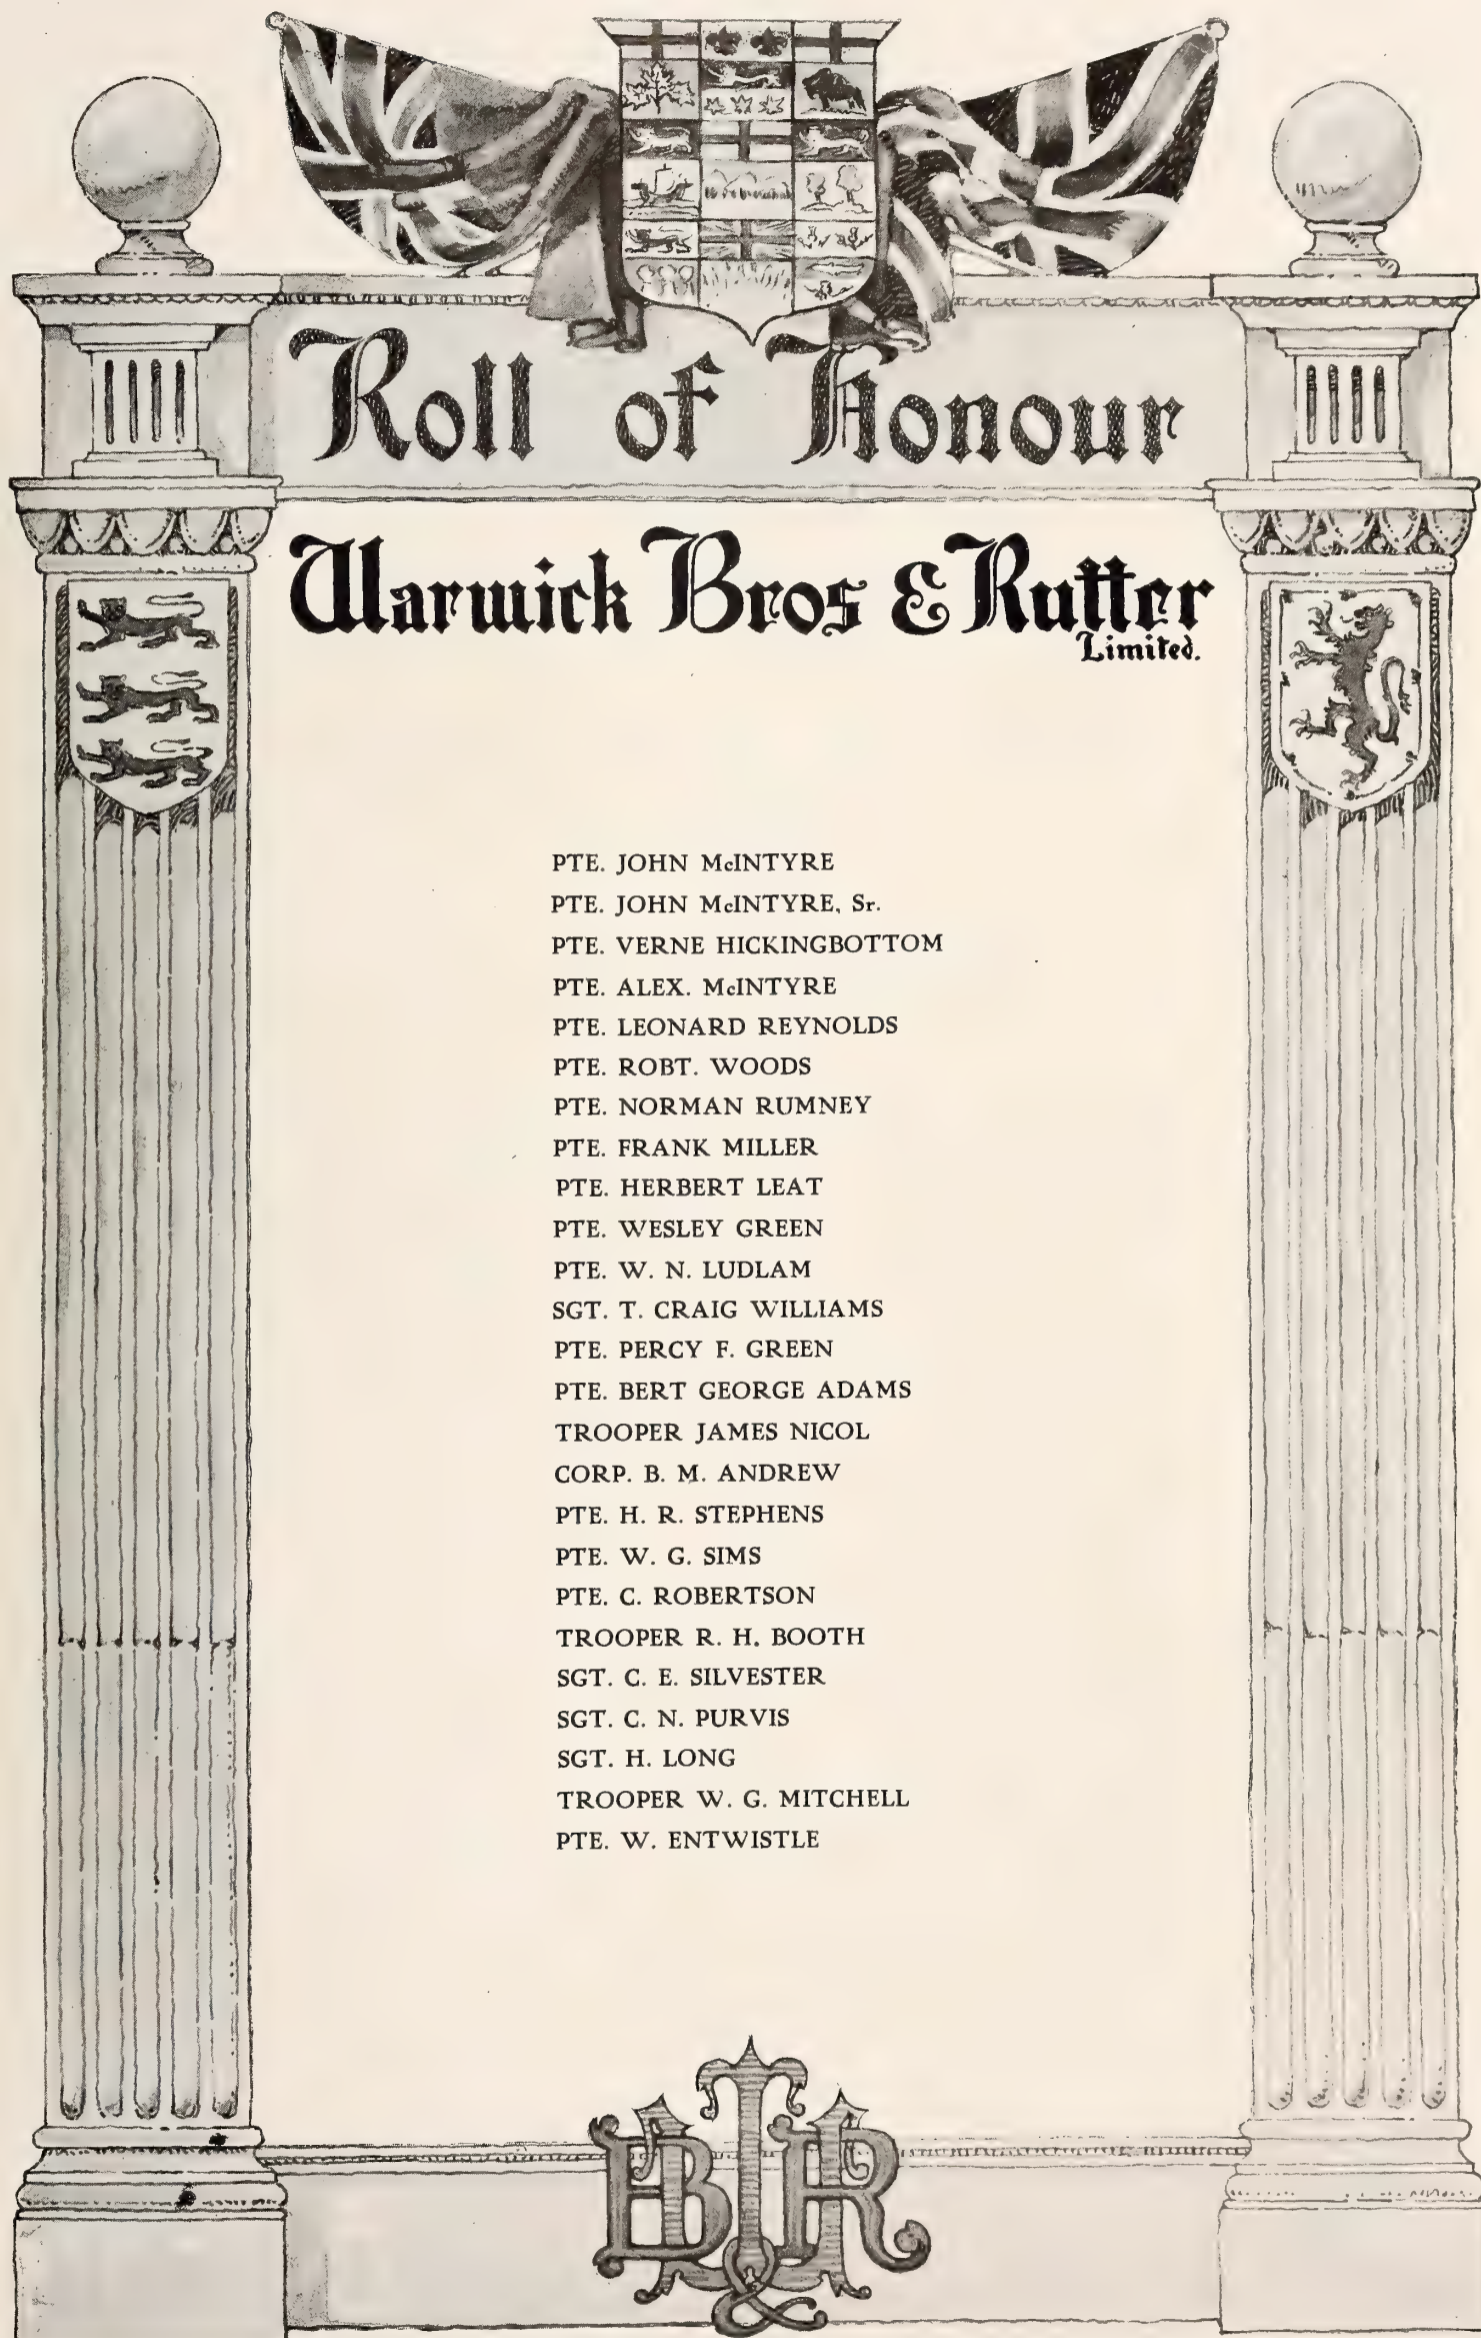 Roll of Honour
Warwick Bros & Rutter
Limited.
PTE. JOHN McINTYRE
PTE. JOHN McINTYRE, Sr.
PTE. VERNE HICKINGBOTTOM
PTE. ALEX. McINTYRE
PTE. LEONARD REYNOLDS
PTE. ROBT. WOODS
PTE. NORMAN RUMNEY
PTE. FRANK MILLER
PTE. HERBERT LEAT
PTE. WESLEY GREEN
PTE. W. N. LUDLAM
SGT. T. CRAIG WILLIAMS
PTE. PERCY F. GREEN
PTE. BERT GEORGE ADAMS
TROOPER JAMES NICOL
CORP. B. M. ANDREW
PTE. H. R. STEPHENS
PTE. W. G. SIMS
PTE. C. ROBERTSON
TROOPER R. H. BOOTH
SGT. C. E. SILVESTER
SGT. C. N. PURVIS
SGT. H. LONG
TROOPER W. G. MITCHELL
PTE. W. ENTWISTLE